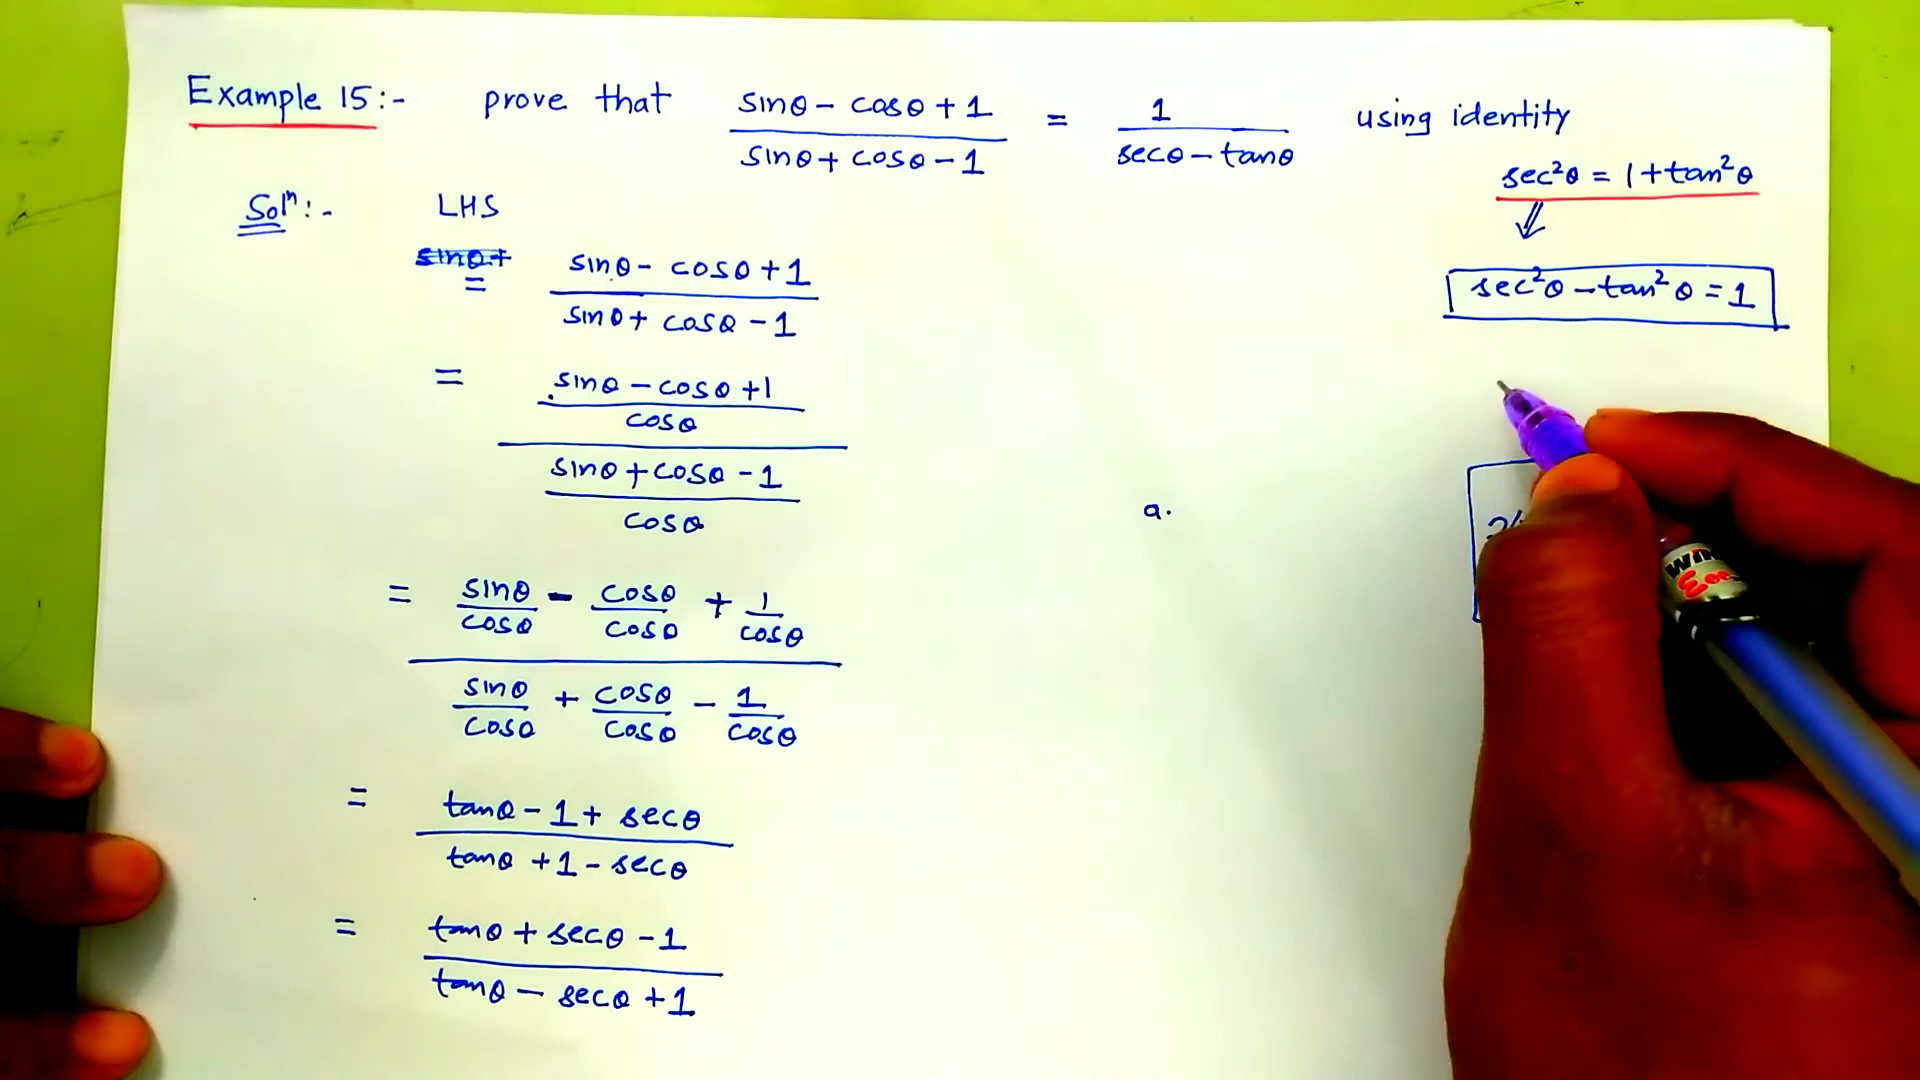 Example 15:- prove that sinθ - cosθ + 1 / sinθ + cosθ - 1 = 1 / secθ - tanθ using identity
sec²θ = 1 + tan²θ
⇓
sec²θ - tan²θ = 1
Solⁿ:- LHS
sinθ +
= sinθ - cosθ + 1 / sinθ + cosθ - 1
= sinθ - cosθ + 1 / cosθ / sinθ + cosθ - 1 / cosθ
a.
= sinθ/cosθ - cosθ/cosθ + 1/cosθ / sinθ/cosθ + cosθ/cosθ - 1/cosθ
= tanθ - 1 + secθ / tanθ + 1 - secθ
= tanθ + secθ - 1 / tanθ - secθ + 1